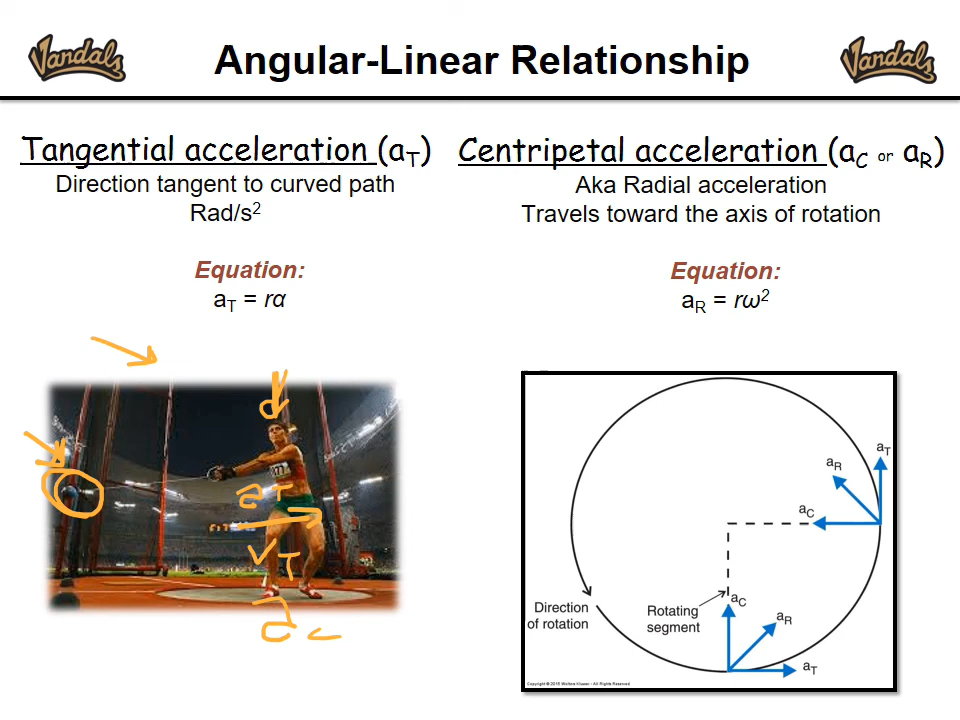 Vandals
Angular-Linear Relationship
Vandals
Tangential acceleration (aT)
Direction tangent to curved path
Rad/s²
Equation:
aT = rα
Centripetal acceleration (aC or aR)
Aka Radial acceleration
Travels toward the axis of rotation
Equation:
aR = rω²
aT
VT
aT
aR
aC
Direction
of rotation
Rotating
segment
aC
aR
aT
Copyright © 2015 Wolters Kluwer - All Rights Reserved